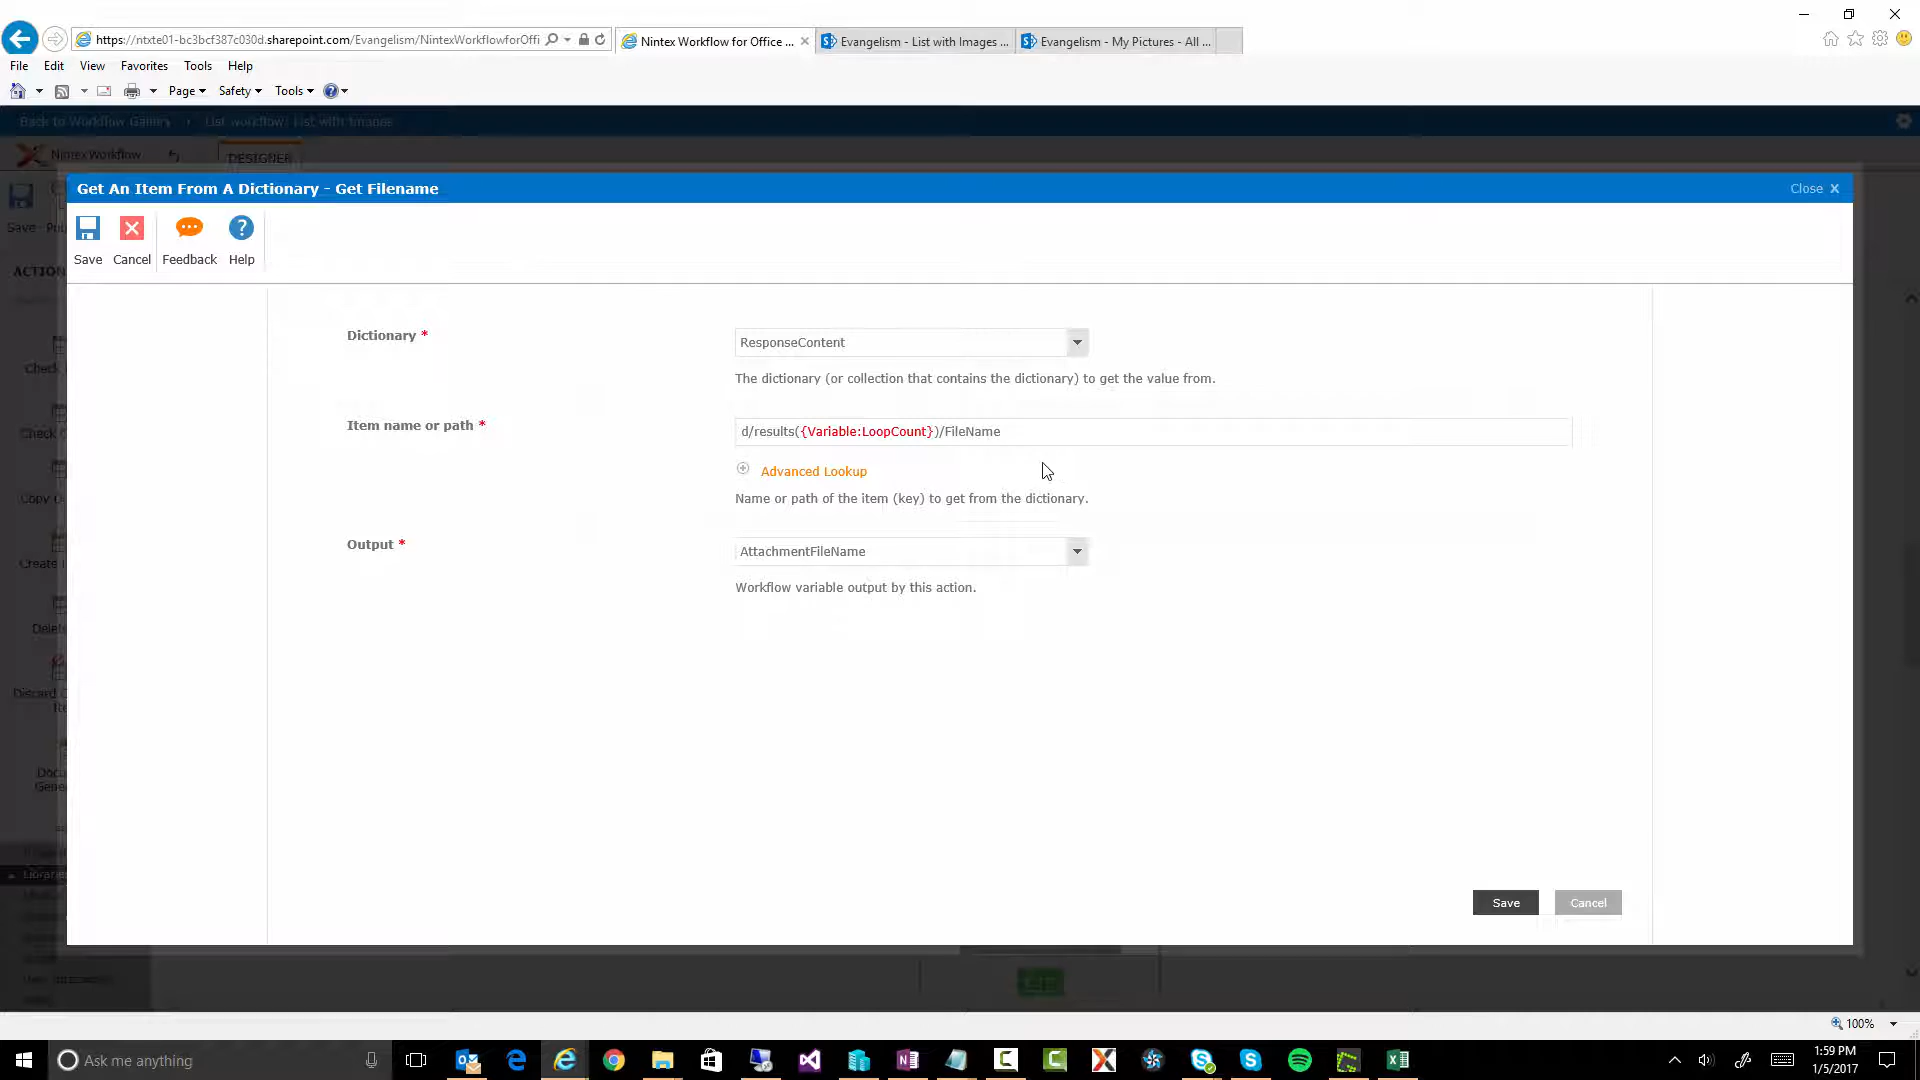 https://ntxte01-bc3bcf387c030d.sharepoint.com/Evangelism/NintexWorkflowforOffi
Nintex Workflow for Office ...
Evangelism - List with Images ...
Evangelism - My Pictures - All ...
File Edit View Favorites Tools Help
Page Safety Tools
Back to Workflow Gallery
List workflow: List with Images
Nintex Workflow
DESIGNER
Get An Item From A Dictionary - Get Filename
Close X
Save Cancel Feedback Help
Save
ACTION
Dictionary *
ResponseContent
The dictionary (or collection that contains the dictionary) to get the value from.
Item name or path *
d/results({Variable:LoopCount})/FileName
Advanced Lookup
Name or path of the item (key) to get from the dictionary.
Output *
AttachmentFileName
Workflow variable output by this action.
Check
Check
Copy
Create
Delete
Discard
Docu
Gene
Libraries
Save
Cancel
100%
Ask me anything
1:59 PM
1/5/2017